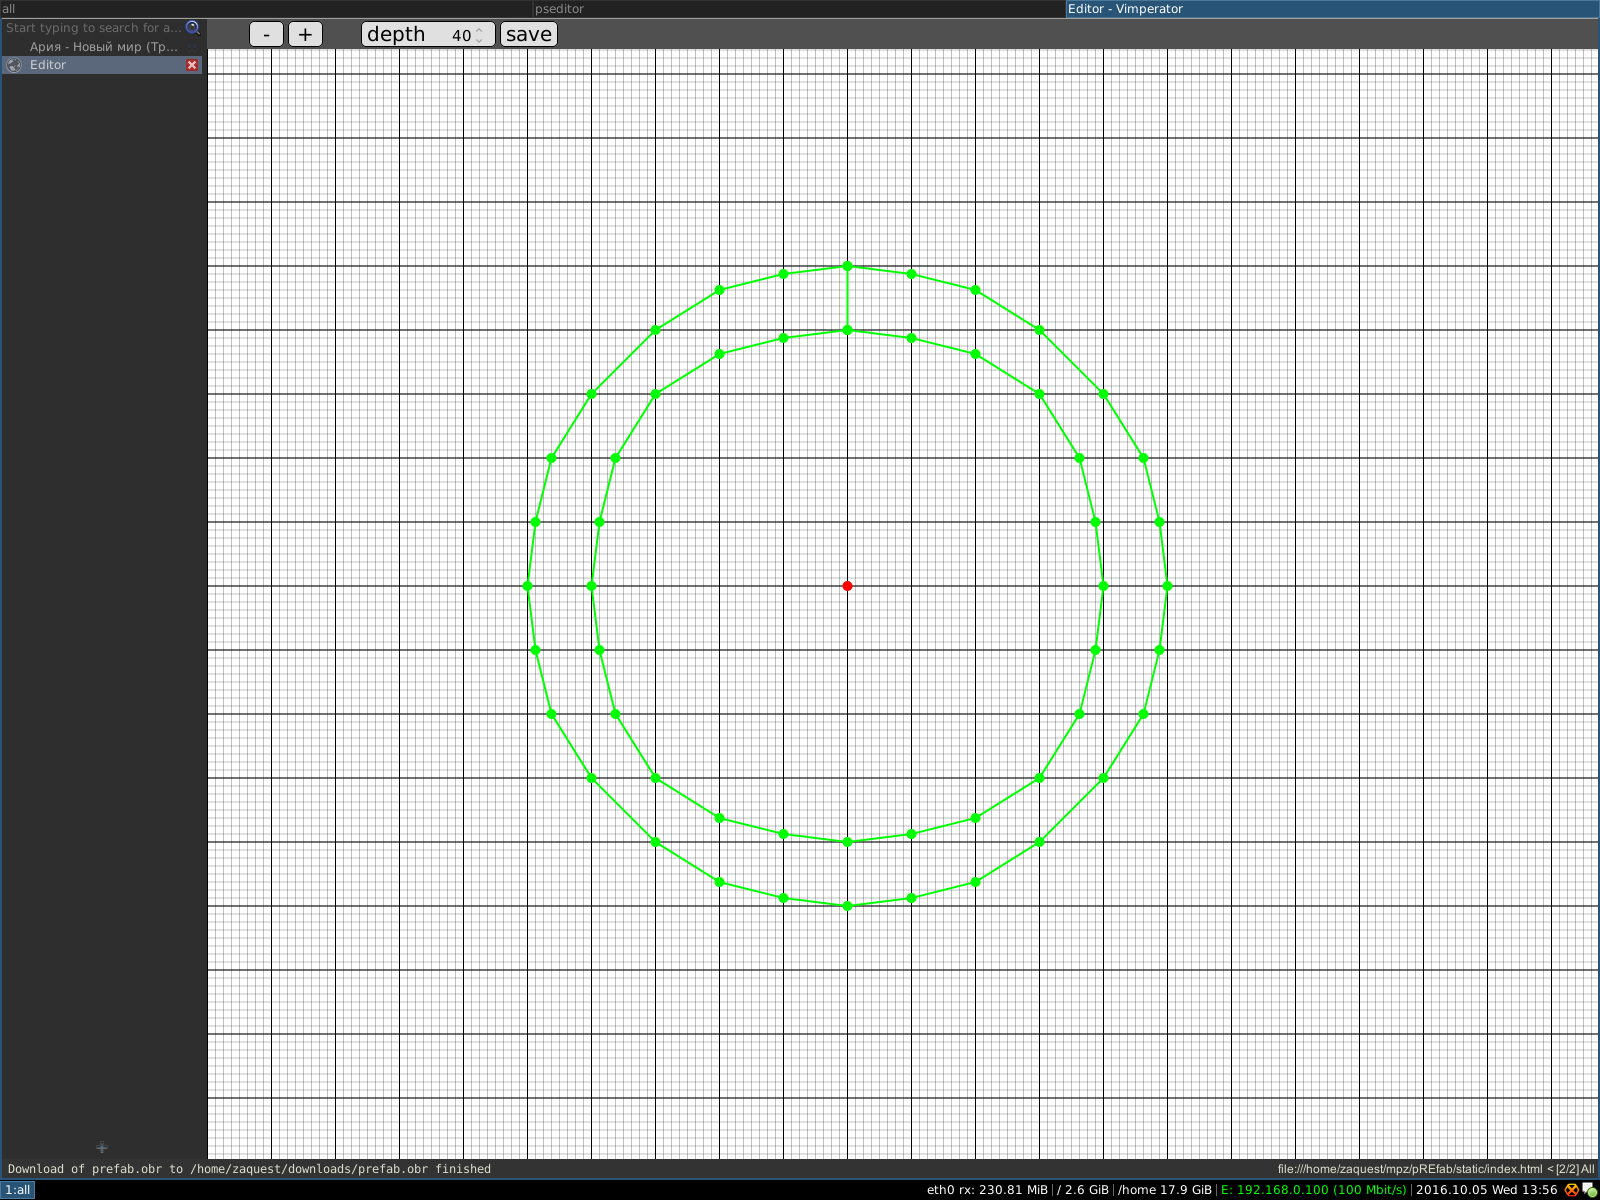 all pseditor Editor - Vimperator
Start typing to search for a...
- + depth 40 save
Ария - Новый мир (Тр...
Editor
Download of prefab.obr to /home/zaquest/downloads/prefab.obr finished
file:///home/zaquest/mpz/pREfab/static/index.html < [2/2] All
1:all
eth0 rx: 230.81 MiB | / 2.6 GiB | /home 17.9 GiB | E: 192.168.0.100 (100 Mbit/s) | 2016.10.05 Wed 13:56